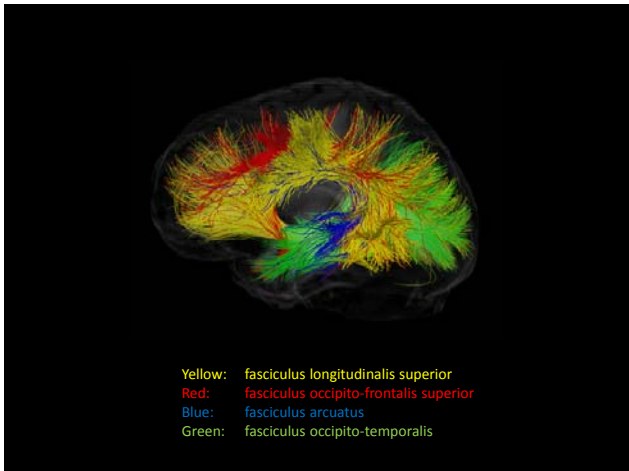 Yellow: fasciculus longitudinalis superior
Red: fasciculus occipito-frontalis superior
Blue: fasciculus arcuatus
Green: fasciculus occipito-temporalis